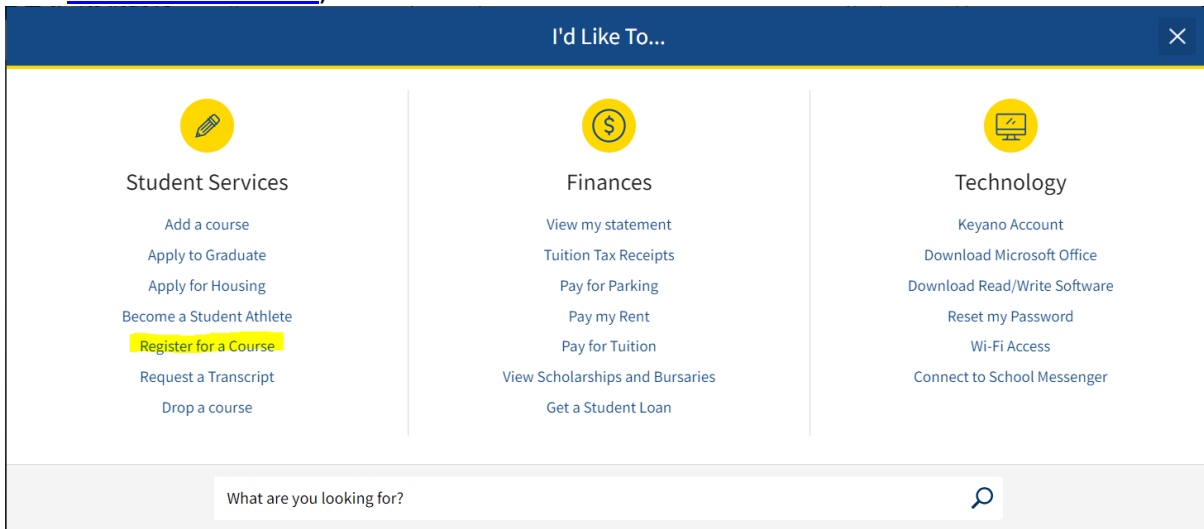 I'd Like To...
Student Services
Add a course
Apply to Graduate
Apply for Housing
Become a Student Athlete
Register for a Course
Request a Transcript
Drop a course
Finances
View my statement
Tuition Tax Receipts
Pay for Parking
Pay my Rent
Pay for Tuition
View Scholarships and Bursaries
Get a Student Loan
Technology
Keyano Account
Download Microsoft Office
Download Read/Write Software
Reset my Password
Wi-Fi Access
Connect to School Messenger
What are you looking for?